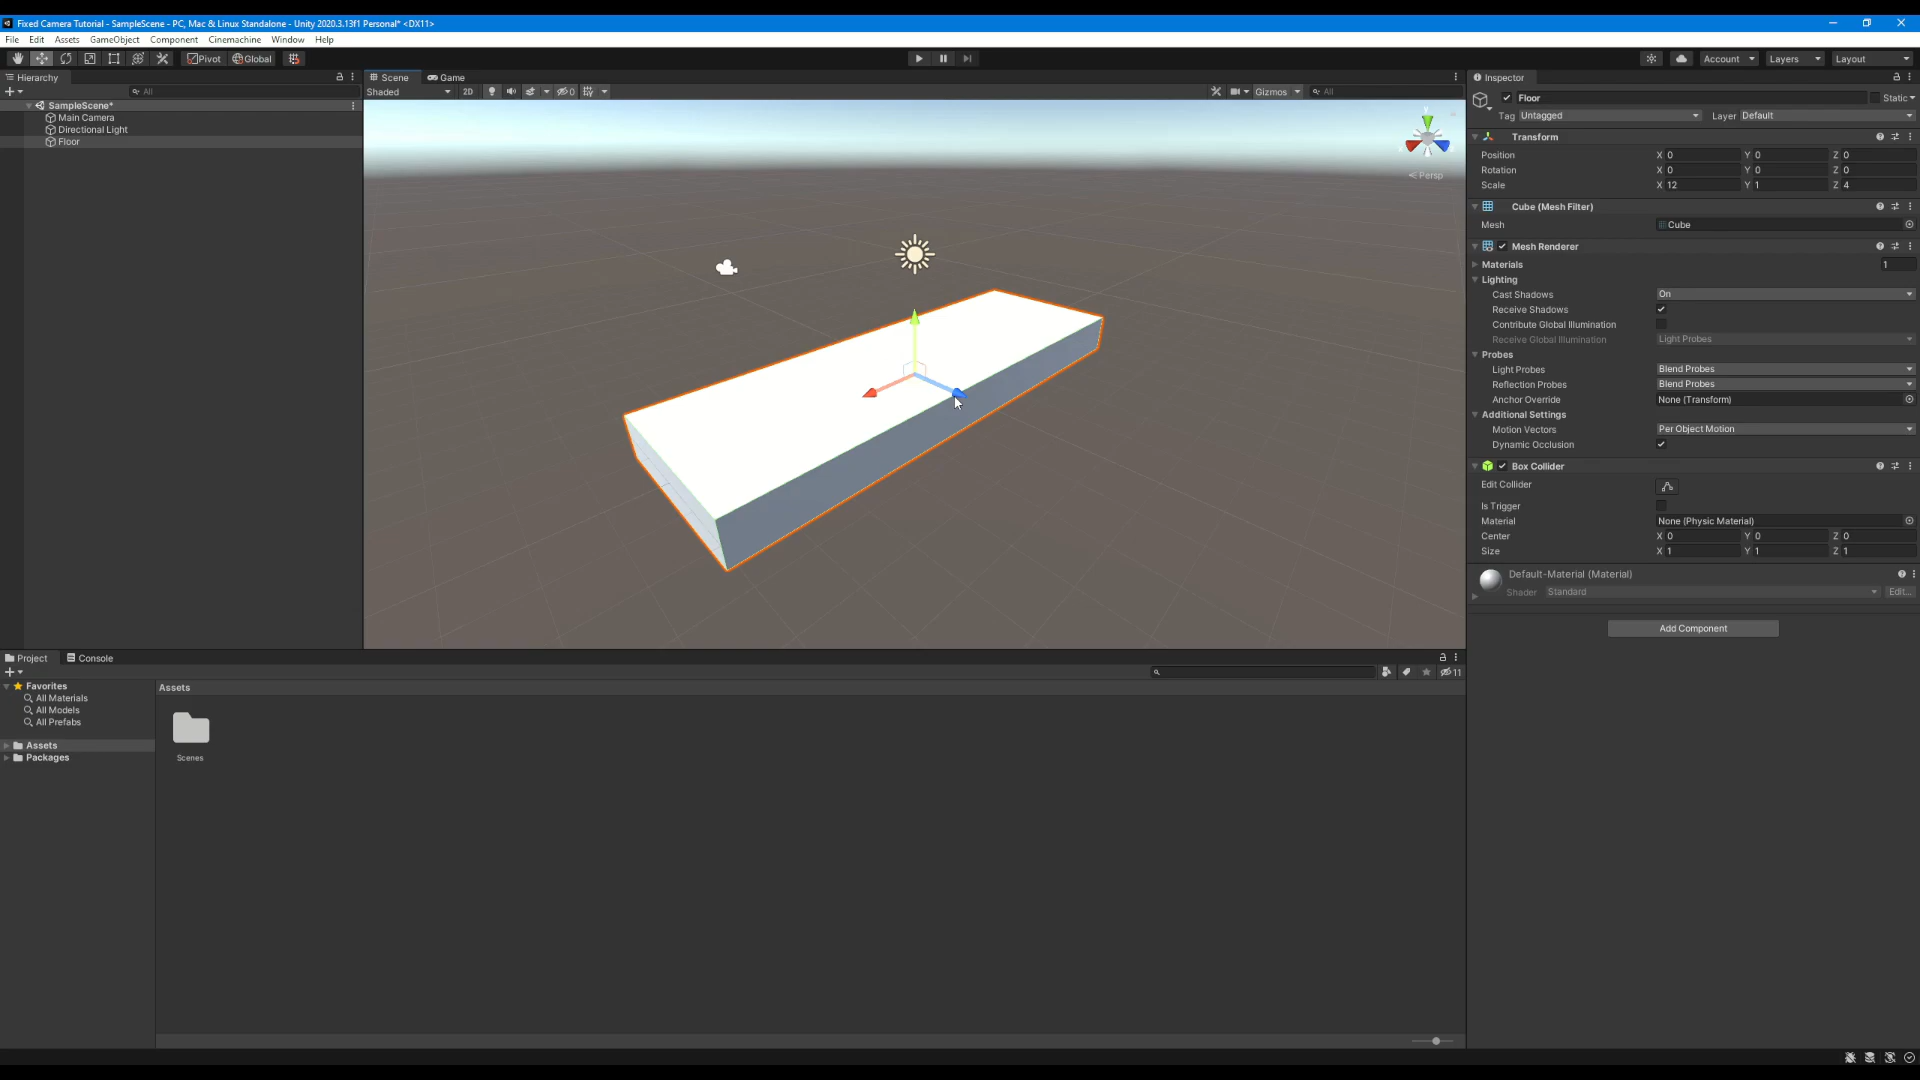 Fixed Camera Tutorial - SampleScene - PC, Mac & Linux Standalone - Unity 2020.3.13f1 Personal* <DX11>
File Edit Assets GameObject Component Cinemachine Window Help
Pivot Global Account Layers Layout
Hierarchy
All
SampleScene*
Main Camera
Directional Light
Floor
Scene Game
Shaded 2D 0 Gizmos All
y
Persp
Inspector
Floor Static
Tag Untagged Layer Default
Transform
Position X 0 Y 0 Z 0
Rotation X 0 Y 0 Z 0
Scale X 12 Y 1 Z 4
Cube (Mesh Filter)
Mesh Cube
Mesh Renderer
Materials 1
Lighting
Cast Shadows On
Receive Shadows
Contribute Global Illumination
Receive Global Illumination Light Probes
Probes
Light Probes Blend Probes
Reflection Probes Blend Probes
Anchor Override None (Transform)
Additional Settings
Motion Vectors Per Object Motion
Dynamic Occlusion
Box Collider
Edit Collider
Is Trigger
Material None (Physic Material)
Center X 0 Y 0 Z 0
Size X 1 Y 1 Z 1
Default-Material (Material)
Shader Standard Edit...
Add Component
Project Console
11
Favorites
All Materials
All Models
All Prefabs
Assets
Packages
Assets
Scenes